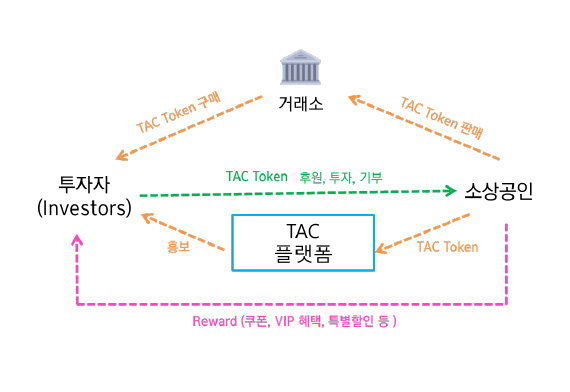 거래소
TAC Token 구매
TAC Token 판매
투자자
(Investors)
TAC Token 후원, 투자, 기부
소상공인
TAC
플랫폼
홍보
TAC Token
Reward (쿠폰, VIP 혜택, 특별할인 등 )